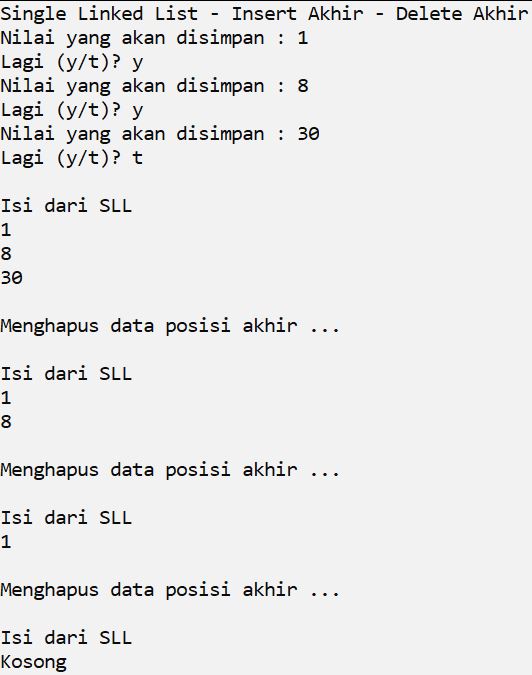 Single Linked List - Insert Akhir - Delete Akhir
Nilai yang akan disimpan : 1
Lagi (y/t)? y
Nilai yang akan disimpan : 8
Lagi (y/t)? y
Nilai yang akan disimpan : 30
Lagi (y/t)? t
Isi dari SLL
1
8
30
Menghapus data posisi akhir ...
Isi dari SLL
1
8
Menghapus data posisi akhir ...
Isi dari SLL
1
Menghapus data posisi akhir ...
Isi dari SLL
Kosong